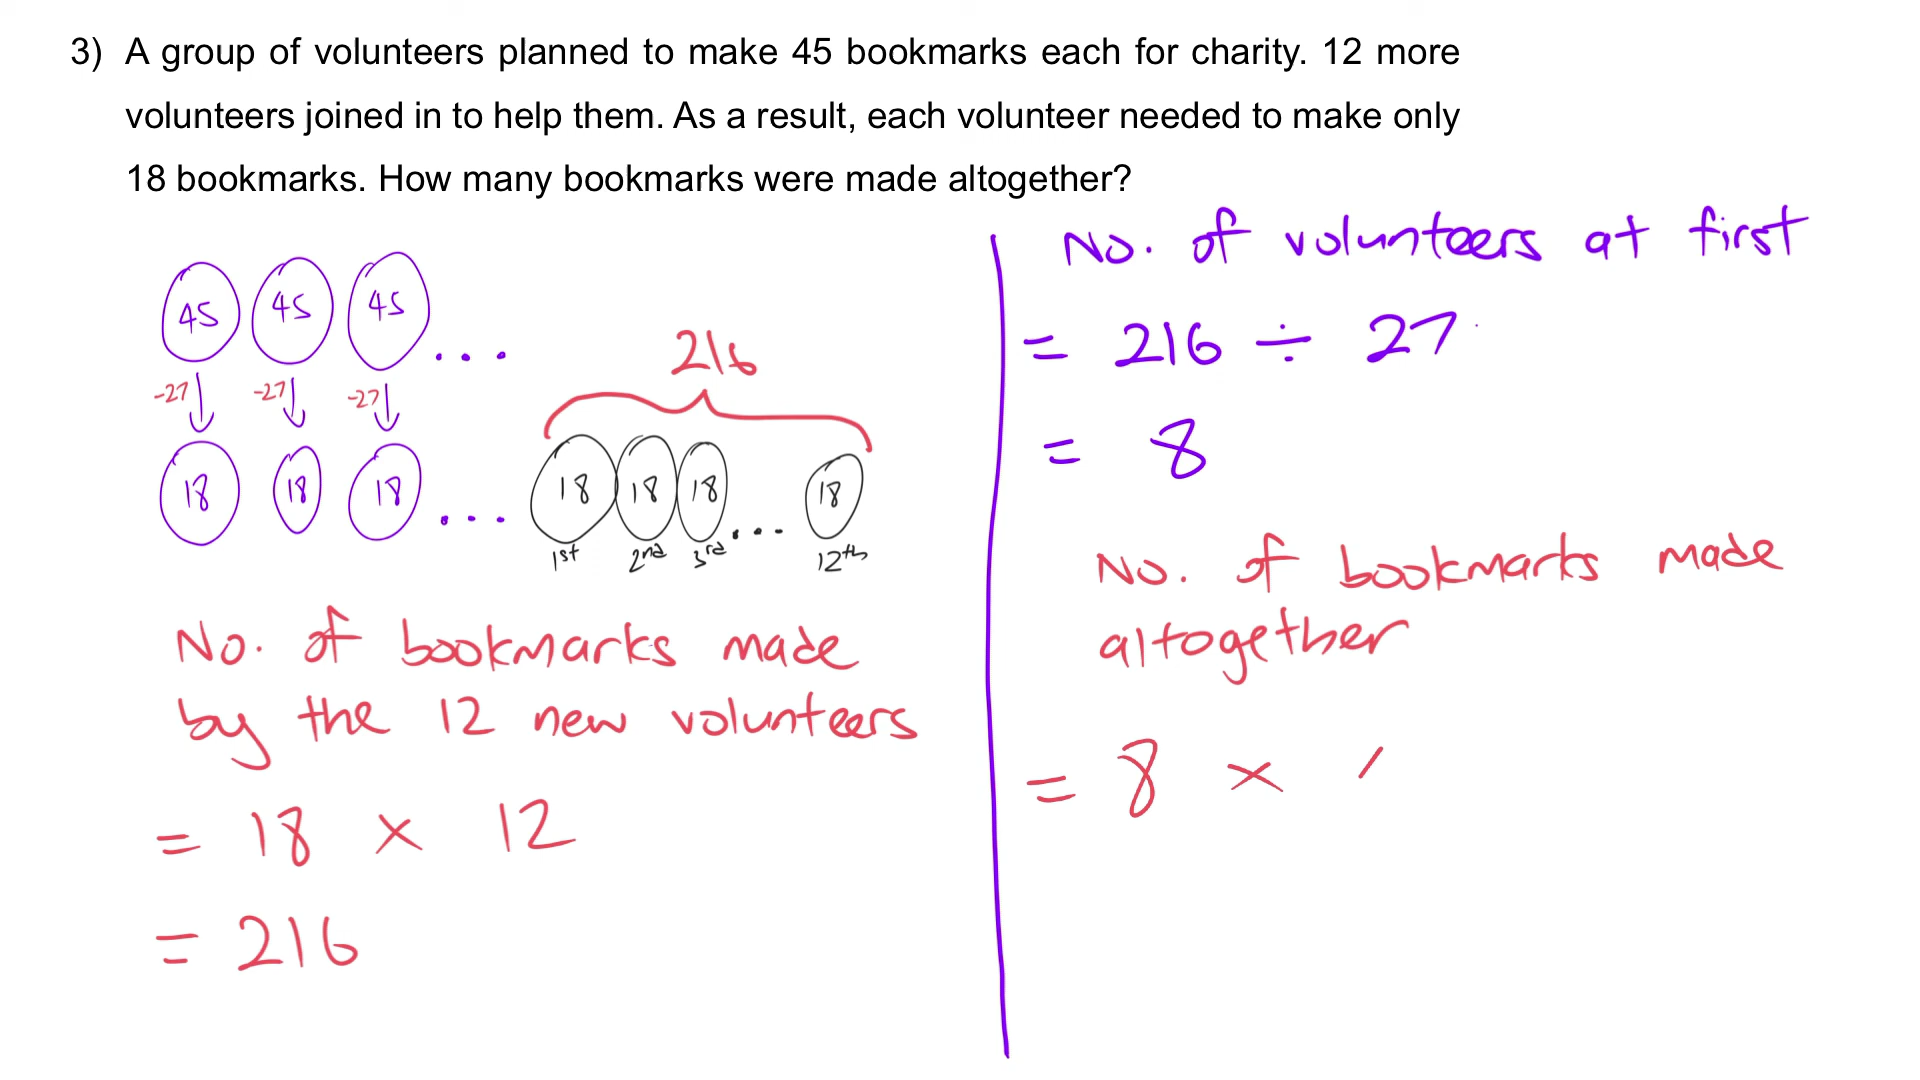 3) A group of volunteers planned to make 45 bookmarks each for charity. 12 more
volunteers joined in to help them. As a result, each volunteer needed to make only
18 bookmarks. How many bookmarks were made altogether?
45 45 45 ...
-27 -27 -27
18 18 18 ...
216
18 18 18 ... 18
1st 2nd 3rd 12th
No. of bookmarks made
by the 12 new volunteers
= 18 × 12
= 216
No. of volunteers at first
= 216 ÷ 27
= 8
No. of bookmarks made
altogether
= 8 ×